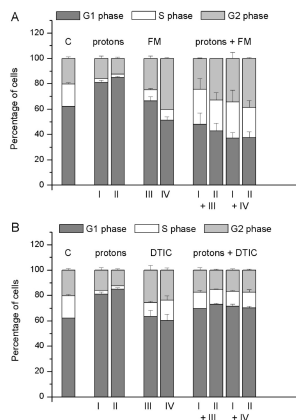 A
G1 phase S phase G2 phase
C protons FM protons + FM
120
100
80
60
40
20
0
Percentage of cells
I II III IV I II I II
+ III + IV
B
G1 phase S phase G2 phase
C protons DTIC protons + DTIC
120
100
80
60
40
20
0
Percentage of cells
I II III IV I II I II
+ III + IV